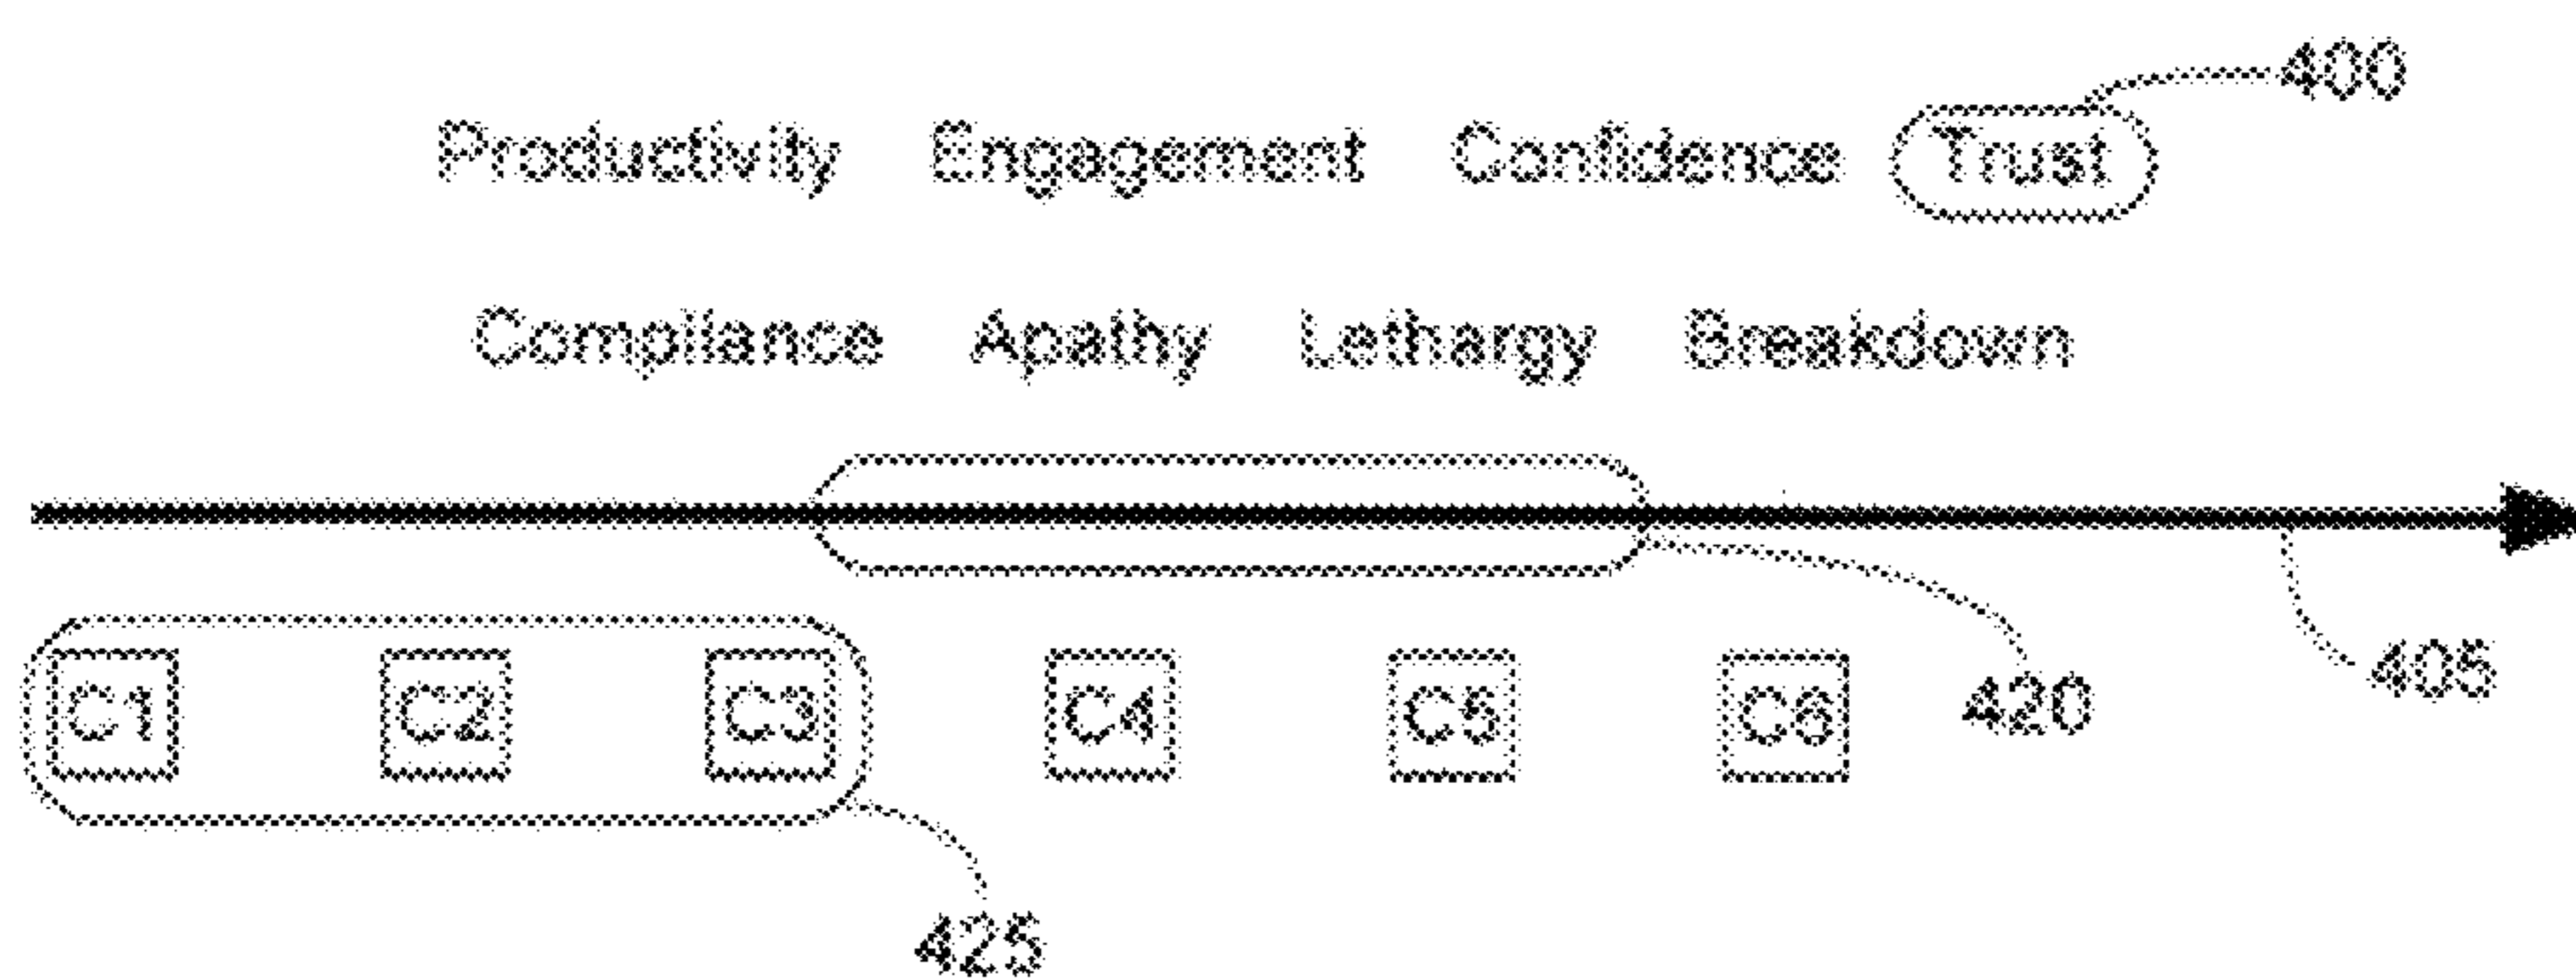 400
Productivity Engagement Confidence Trust
Compliance Apathy Lethargy Breakdown
C1 C2 C3 C4 C5 C6 420 405
425